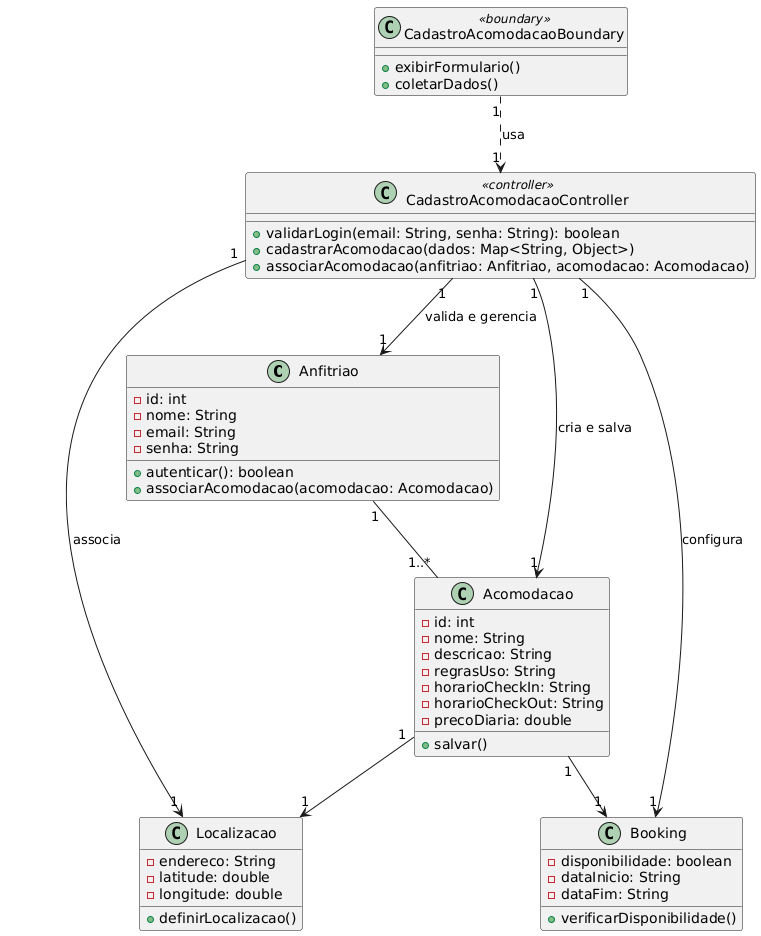 «boundary»
C CadastroAcomodacaoBoundary
exibirFormulario()
coletarDados()
1
usa
1
«controller»
C CadastroAcomodacaoController
validarLogin(email: String, senha: String): boolean
cadastrarAcomodacao(dados: Map<String, Object>)
associarAcomodacao(anfitriao: Anfitriao, acomodacao: Acomodacao)
1
1
1
1
valida e gerencia
1
C Anfitriao
id: int
nome: String
email: String
senha: String
autenticar(): boolean
associarAcomodacao(acomodacao: Acomodacao)
cria e salva
1
associa
configura
1..*
1
C Acomodacao
id: int
nome: String
descricao: String
regrasUso: String
horarioCheckIn: String
horarioCheckOut: String
precoDiaria: double
salvar()
1
1
1
1
1
1
C Localizacao
endereco: String
latitude: double
longitude: double
definirLocalizacao()
C Booking
disponibilidade: boolean
dataInicio: String
dataFim: String
verificarDisponibilidade()